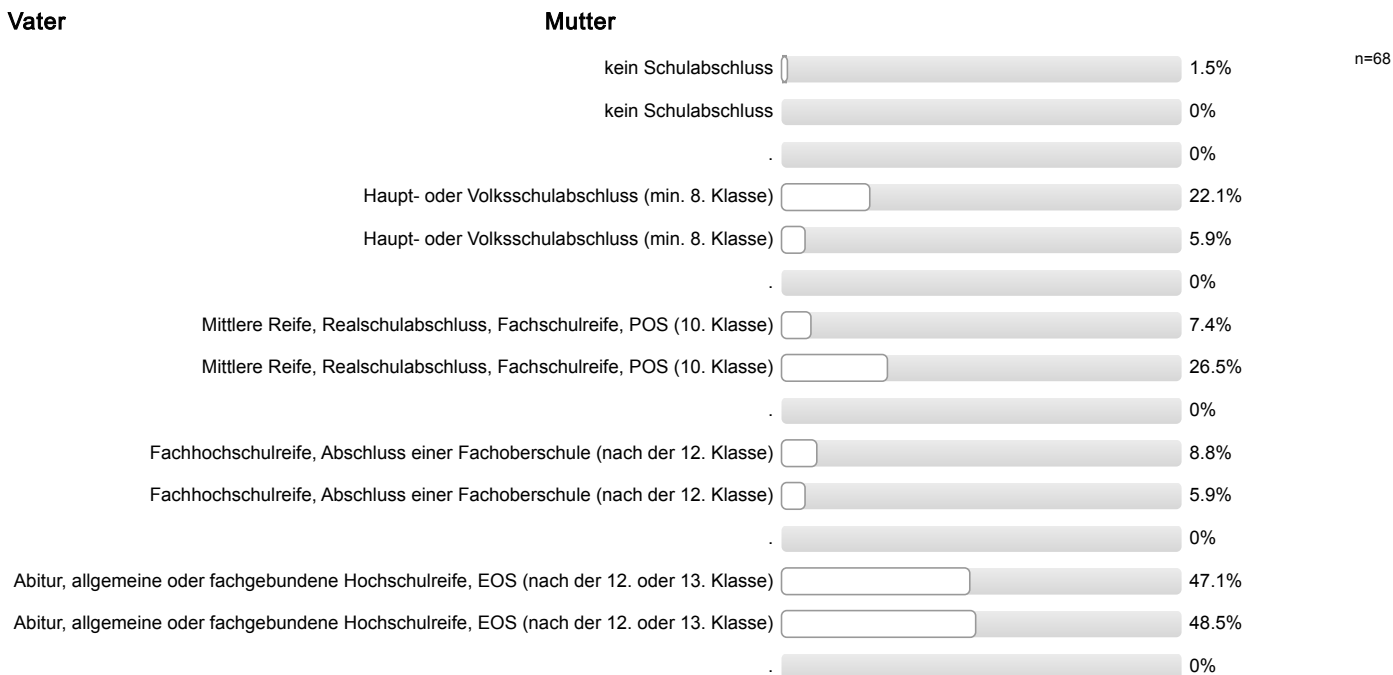 Vater Mutter
kein Schulabschluss 1.5% n=68
kein Schulabschluss 0%
. 0%
Haupt- oder Volksschulabschluss (min. 8. Klasse) 22.1%
Haupt- oder Volksschulabschluss (min. 8. Klasse) 5.9%
. 0%
Mittlere Reife, Realschulabschluss, Fachschulreife, POS (10. Klasse) 7.4%
Mittlere Reife, Realschulabschluss, Fachschulreife, POS (10. Klasse) 26.5%
. 0%
Fachhochschulreife, Abschluss einer Fachoberschule (nach der 12. Klasse) 8.8%
Fachhochschulreife, Abschluss einer Fachoberschule (nach der 12. Klasse) 5.9%
. 0%
Abitur, allgemeine oder fachgebundene Hochschulreife, EOS (nach der 12. oder 13. Klasse) 47.1%
Abitur, allgemeine oder fachgebundene Hochschulreife, EOS (nach der 12. oder 13. Klasse) 48.5%
. 0%